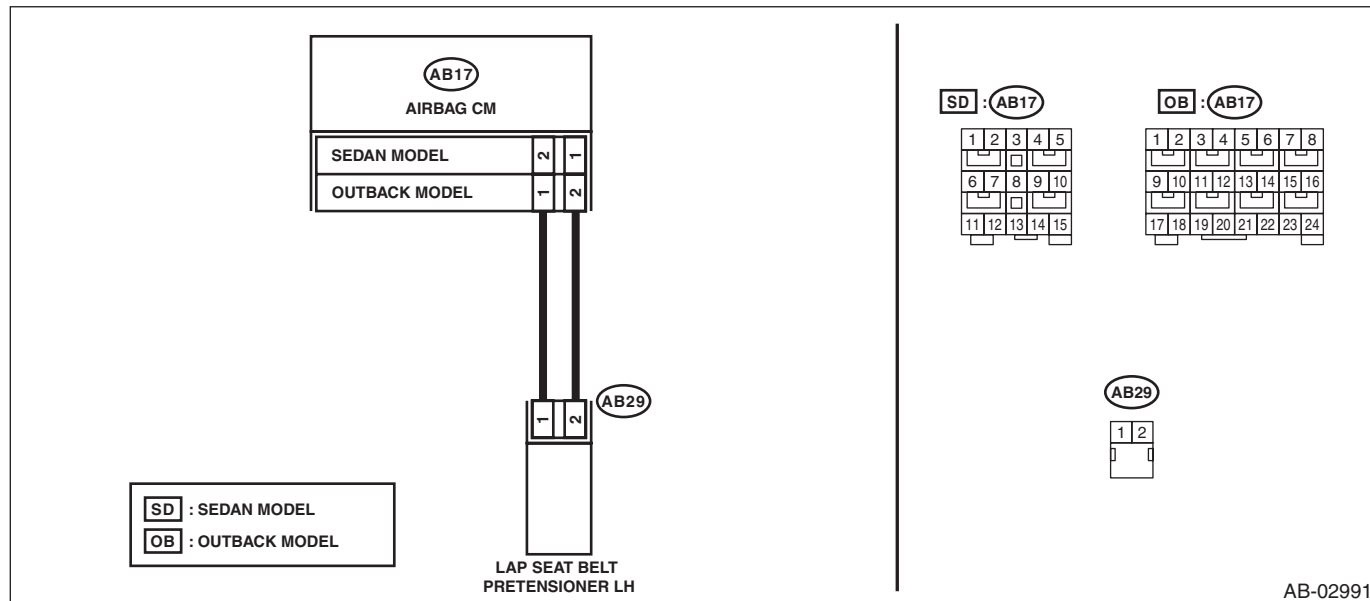 AB17
AIRBAG CM
SEDAN MODEL 2 1
OUTBACK MODEL 1 2
AB29
1 2
LAP SEAT BELT
PRETENSIONER LH
SD : SEDAN MODEL
OB : OUTBACK MODEL
SD : AB17
1 2 3 4 5
6 7 8 9 10
11 12 13 14 15
OB : AB17
1 2 3 4 5 6 7 8
9 10 11 12 13 14 15 16
17 18 19 20 21 22 23 24
AB29
1 2
AB-02991